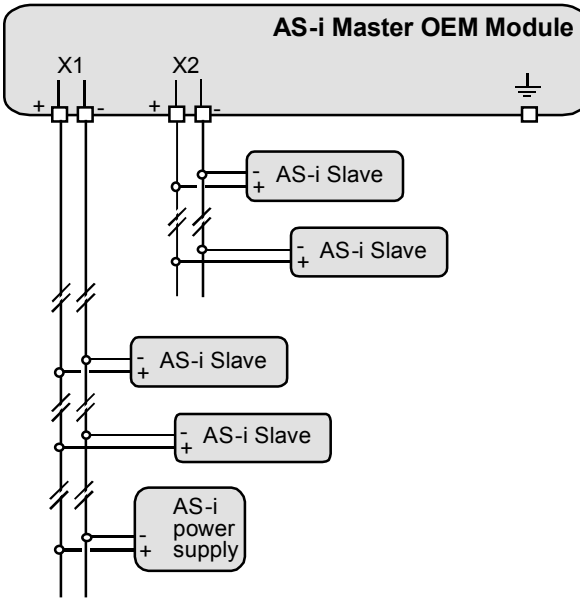 AS-i Master OEM Module
X1 X2
+ - + -
- AS-i Slave
+
- AS-i Slave
+
- AS-i Slave
+
- AS-i Slave
+
AS-i
- power
+ supply